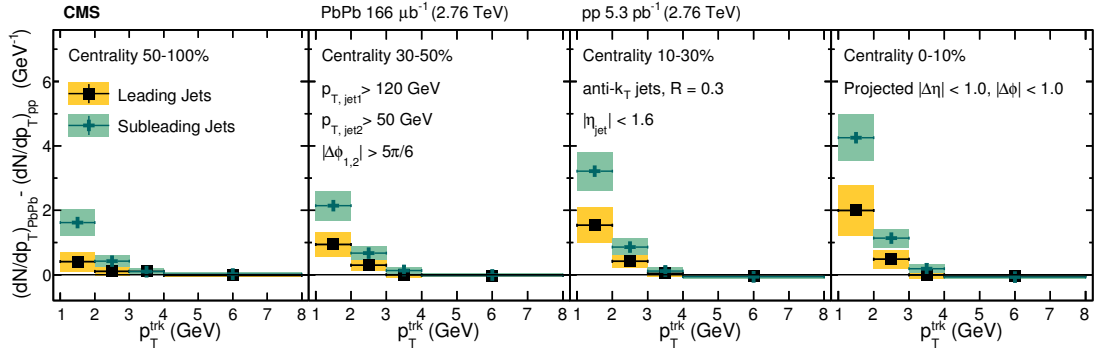 CMS
PbPb 166 μb⁻¹ (2.76 TeV)
pp 5.3 pb⁻¹ (2.76 TeV)
(dN/dp_T)_PbPb - (dN/dp_T)_pp (GeV⁻¹)
6
4
2
0
Centrality 50-100%
Leading Jets
Subleading Jets
Centrality 30-50%
p_T, jet1 > 120 GeV
p_T, jet2 > 50 GeV
|Δϕ_1,2| > 5π/6
Centrality 10-30%
anti-k_T jets, R = 0.3
|η_jet| < 1.6
Centrality 0-10%
Projected |Δη| < 1.0, |Δϕ| < 1.0
1 2 3 4 5 6 7 8
1 2 3 4 5 6 7 8
1 2 3 4 5 6 7 8
1 2 3 4 5 6 7 8
p_T^trk (GeV)
p_T^trk (GeV)
p_T^trk (GeV)
p_T^trk (GeV)